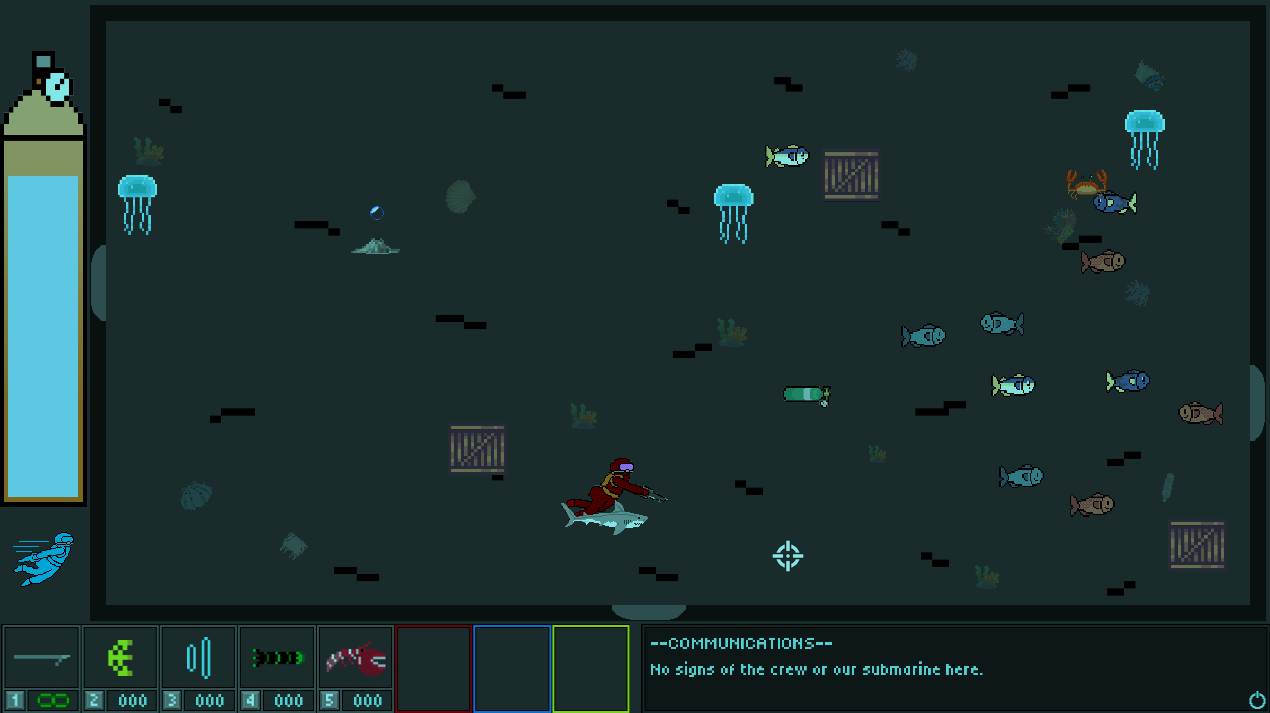 --COMMUNICATIONS--
No signs of the crew or our submarine here.
1 2 000 3 000 4 000 5 000